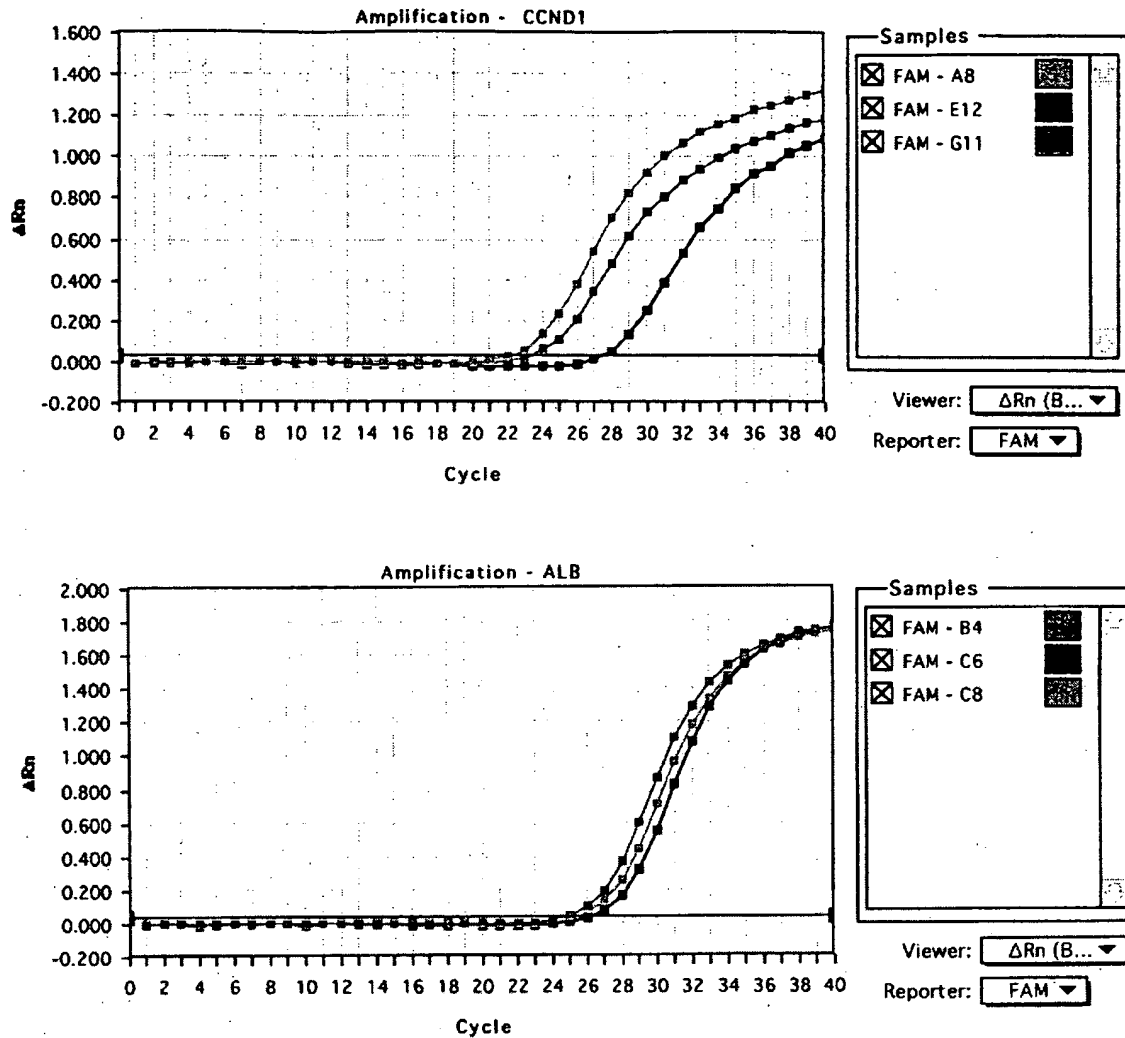 Amplification - CCND1
1.600
1.400
1.200
1.000
0.800
0.600
0.400
0.200
0.000
-0.200
ΔRn
0 2 4 6 8 10 12 14 16 18 20 22 24 26 28 30 32 34 36 38 40
Cycle
Samples
FAM - A8
FAM - E12
FAM - G11
Viewer: ΔRn (B...
Reporter: FAM
Amplification - ALB
2.000
1.800
1.600
1.400
1.200
1.000
0.800
0.600
0.400
0.200
0.000
-0.200
ΔRn
0 2 4 6 8 10 12 14 16 18 20 22 24 26 28 30 32 34 36 38 40
Cycle
Samples
FAM - B4
FAM - C6
FAM - C8
Viewer: ΔRn (B...
Reporter: FAM